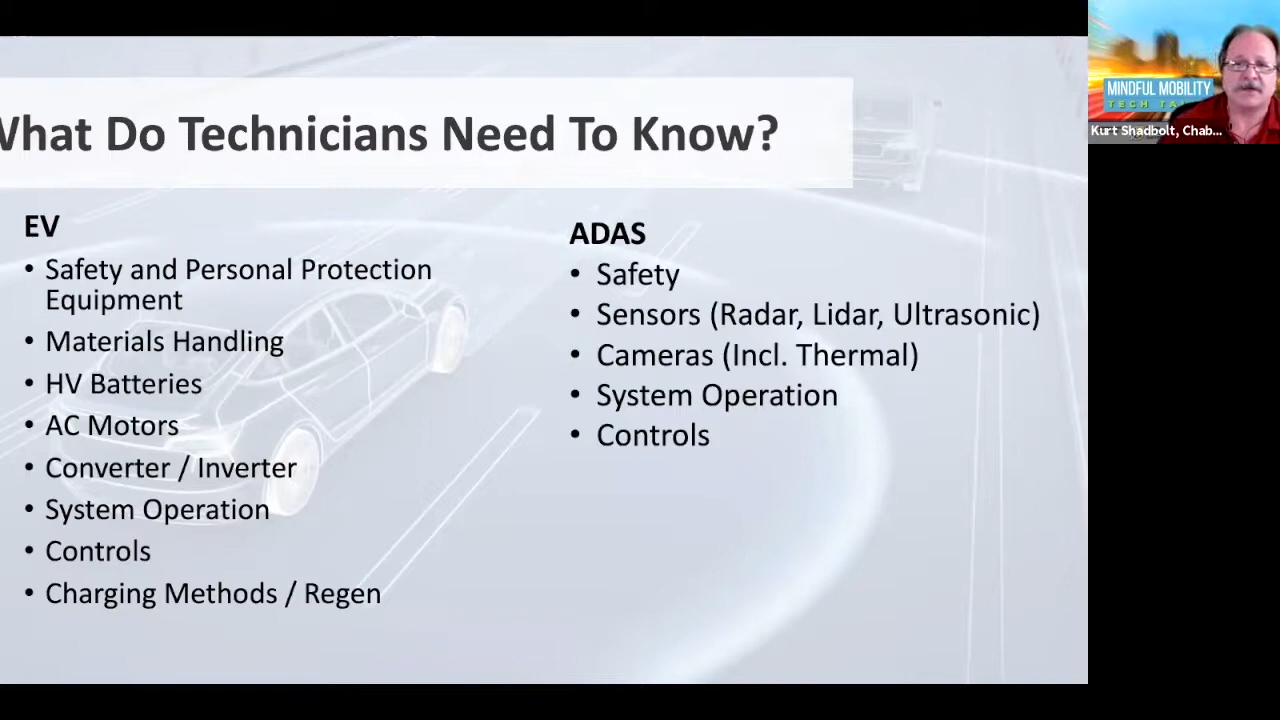 What Do Technicians Need To Know?
EV
• Safety and Personal Protection
Equipment
• Materials Handling
• HV Batteries
• AC Motors
• Converter / Inverter
• System Operation
• Controls
• Charging Methods / Regen
ADAS
• Safety
• Sensors (Radar, Lidar, Ultrasonic)
• Cameras (Incl. Thermal)
• System Operation
• Controls
MINDFUL MOBILITY
TECH
Kurt Shadbolt, Chab...